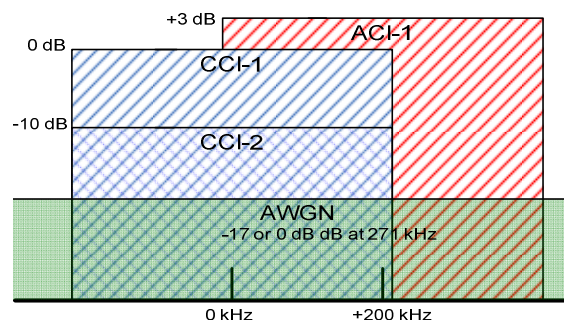 +3 dB
ACI-1
0 dB
CCI-1
-10 dB
CCI-2
AWGN
-17 or 0 dB dB at 271 kHz
0 kHz
+200 kHz